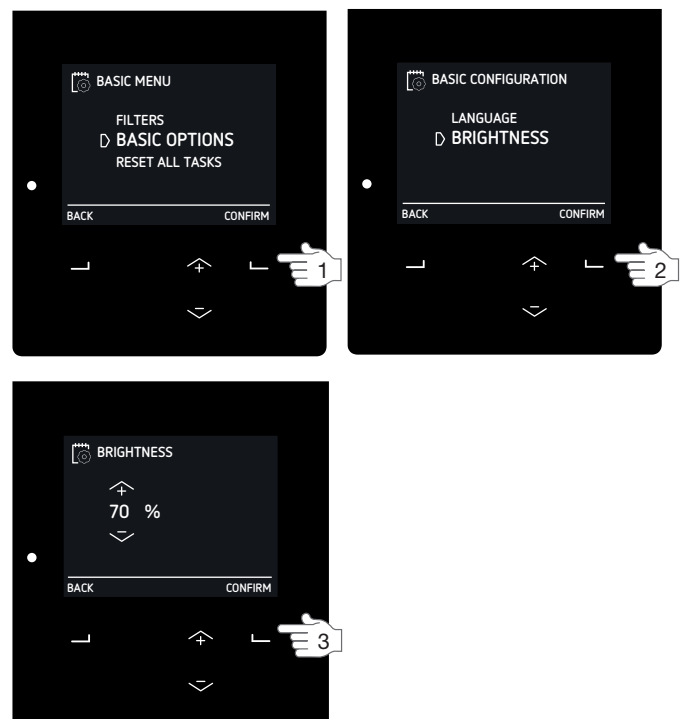 BASIC MENU
FILTERS
BASIC OPTIONS
RESET ALL TASKS
BACK CONFIRM
1
BASIC CONFIGURATION
LANGUAGE
BRIGHTNESS
BACK CONFIRM
2
BRIGHTNESS
70 %
BACK CONFIRM
3